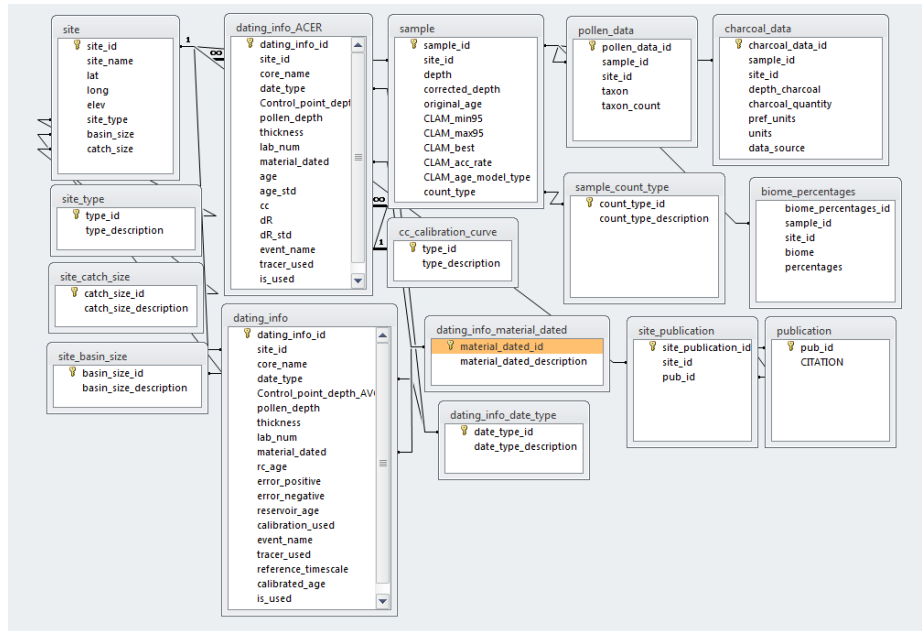 site
site_id
site_name
lat
long
elev
site_type
basin_size
catch_size
dating_info_ACER
dating_info_id
site_id
core_name
date_type
Control_point_dept
pollen_depth
thickness
lab_num
material_dated
age
age_std
cc
dR
dR_std
event_name
tracer_used
is_used
sample
sample_id
site_id
depth
corrected_depth
original_age
CLAM_min95
CLAM_max95
CLAM_best
CLAM_acc_rate
CLAM_age_model_type
count_type
pollen_data
pollen_data_id
sample_id
site_id
taxon
taxon_count
charcoal_data
charcoal_data_id
sample_id
site_id
depth_charcoal
charcoal_quantity
pref_units
units
data_source
1
∞
∞
1
site_type
type_id
type_description
cc_calibration_curve
type_id
type_description
sample_count_type
count_type_id
count_type_description
biome_percentages
biome_percentages_id
sample_id
site_id
biome
percentages
site_catch_size
catch_size_id
catch_size_description
site_basin_size
basin_size_id
basin_size_description
dating_info
dating_info_id
site_id
core_name
date_type
Control_point_depth_AVG
pollen_depth
thickness
lab_num
material_dated
rc_age
error_positive
error_negative
reservoir_age
calibration_used
event_name
tracer_used
reference_timescale
calibrated_age
is_used
dating_info_material_dated
material_dated_id
material_dated_description
dating_info_date_type
date_type_id
date_type_description
site_publication
site_publication_id
site_id
pub_id
publication
pub_id
CITATION